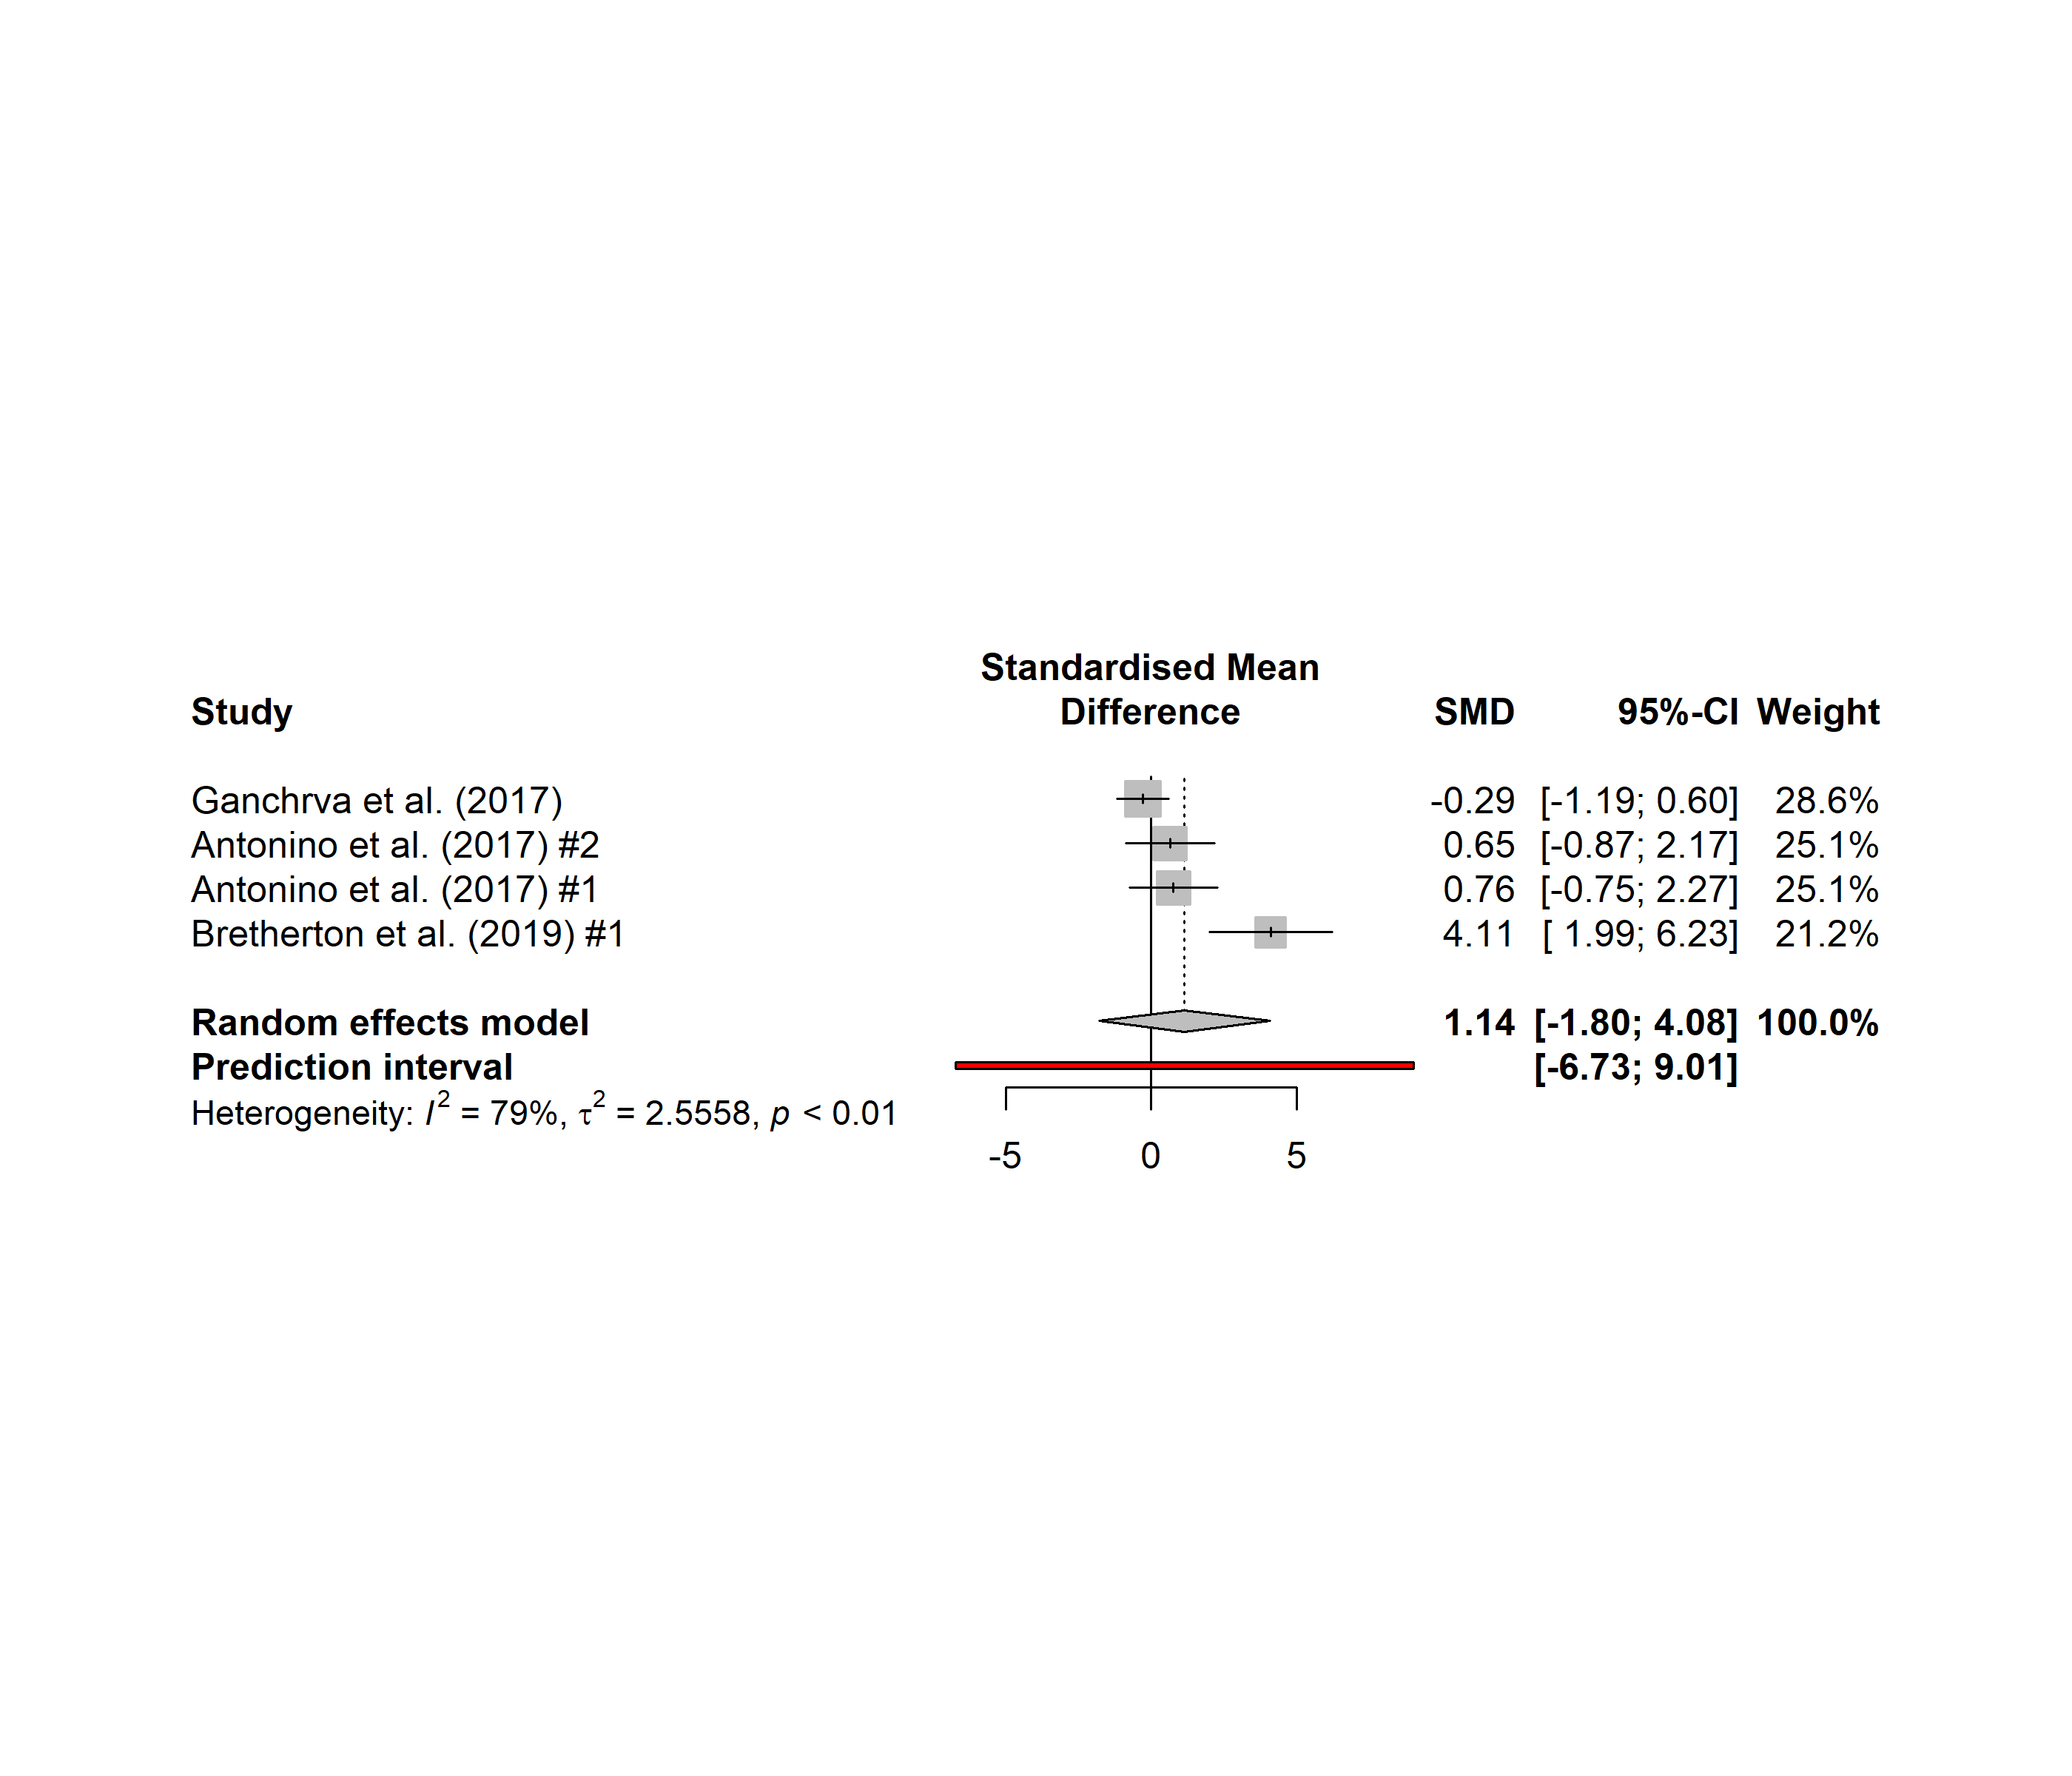 Standardised Mean
Study Difference SMD 95%-CI Weight
Ganchrva et al. (2017) -0.29 [-1.19; 0.60] 28.6%
Antonino et al. (2017) #2 0.65 [-0.87; 2.17] 25.1%
Antonino et al. (2017) #1 0.76 [-0.75; 2.27] 25.1%
Bretherton et al. (2019) #1 4.11 [ 1.99; 6.23] 21.2%
Random effects model 1.14 [-1.80; 4.08] 100.0%
Prediction interval [-6.73; 9.01]
Heterogeneity: I² = 79%, τ² = 2.5558, p < 0.01
-5 0 5